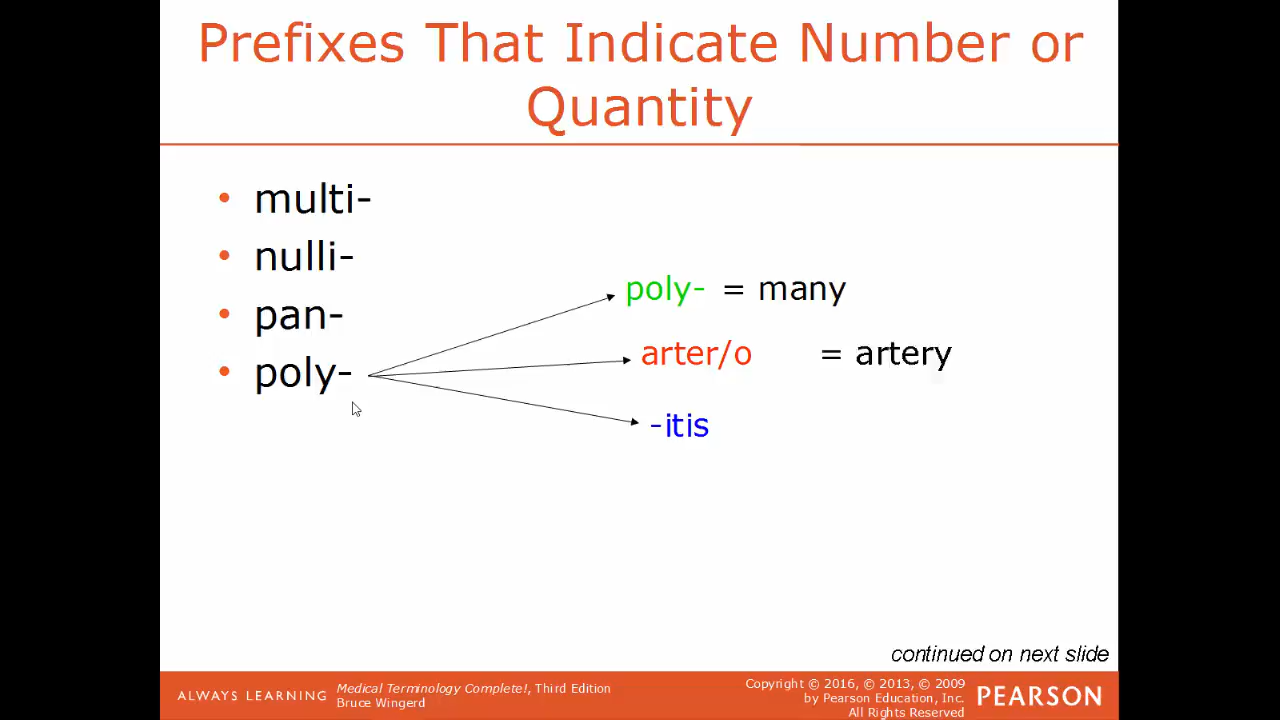 Prefixes That Indicate Number or
Quantity
• multi-
• nulli-
• pan-
• poly-
poly- = many
arter/o = artery
-itis
continued on next slide
ALWAYS LEARNING
Medical Terminology Complete!, Third Edition
Bruce Wingerd
Copyright © 2016, © 2013, © 2009
by Pearson Education, Inc.
All Rights Reserved
PEARSON